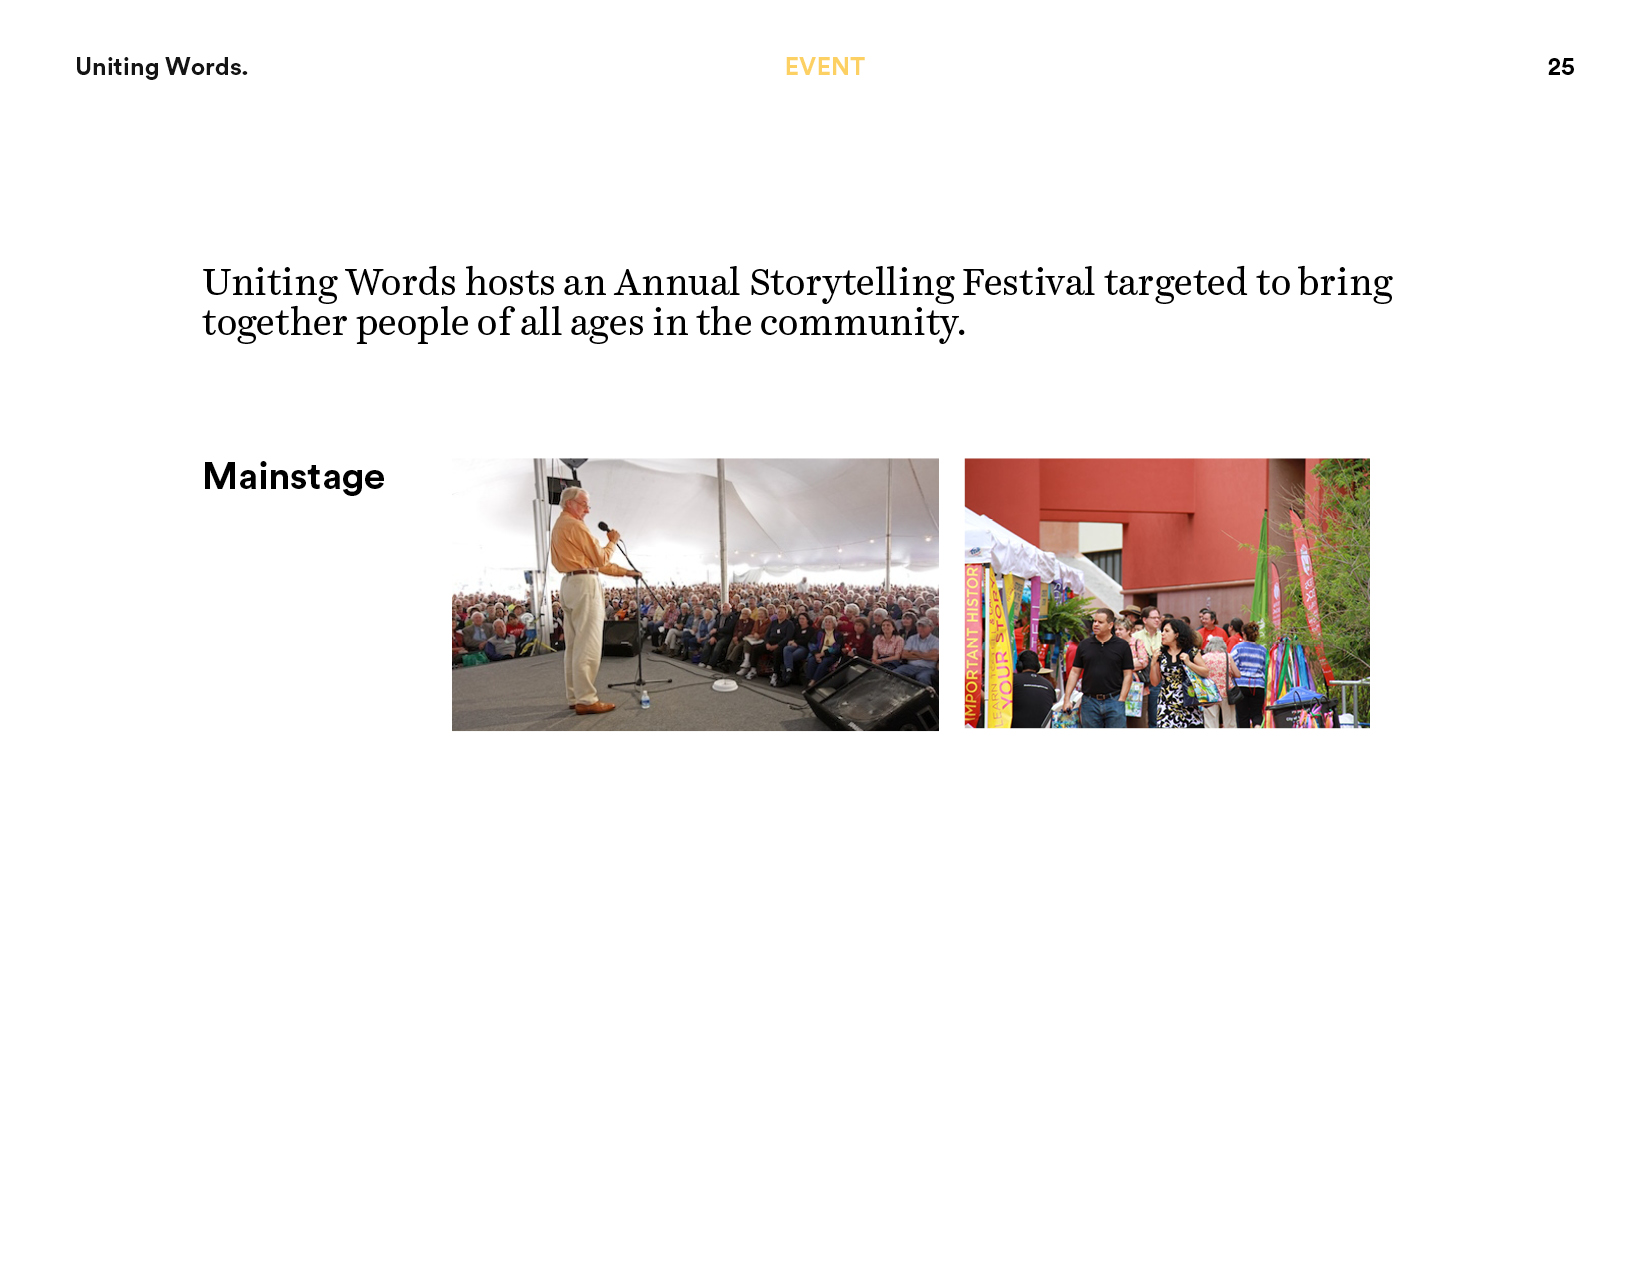 Uniting Words.
EVENT
25
Uniting Words hosts an Annual Storytelling Festival targeted to bring
together people of all ages in the community.
Mainstage
IMPORTANT HISTOR
YOUR STORY